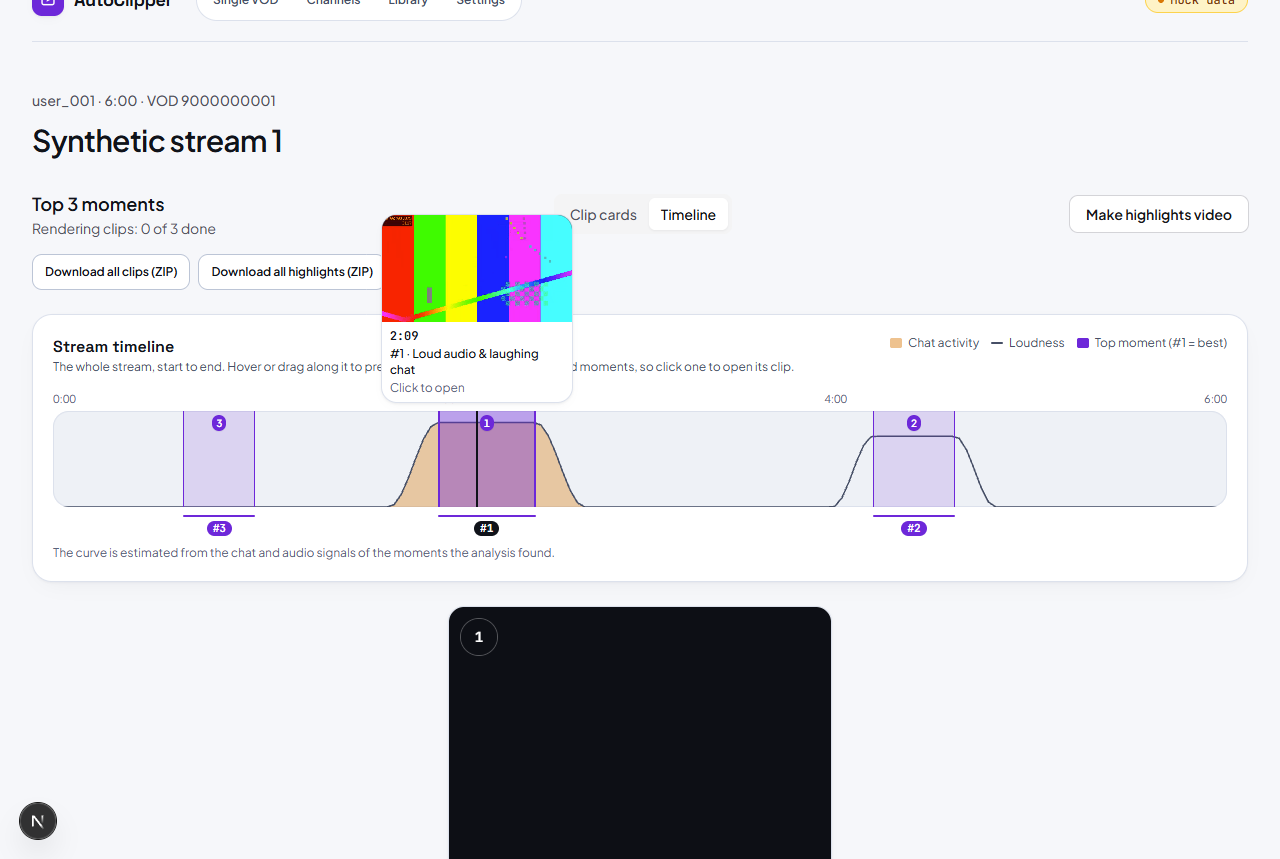 AutoClipper
Single VOD
Channels
Library
Settings
mock data
user_001 · 6:00 · VOD 9000000001
Synthetic stream 1
Top 3 moments
Rendering clips: 0 of 3 done
Clip cards
Timeline
Make highlights video
Download all clips (ZIP)
Download all highlights (ZIP)
2:09
#1 · Loud audio & laughing
chat
Click to open
Stream timeline
Chat activity
Loudness
Top moment (#1 = best)
The whole stream, start to end. Hover or drag along it to
moments, so click one to open its clip.
0:00
4:00
6:00
3
1
2
#3
#1
#2
The curve is estimated from the chat and audio signals of the moments the analysis found.
1
N